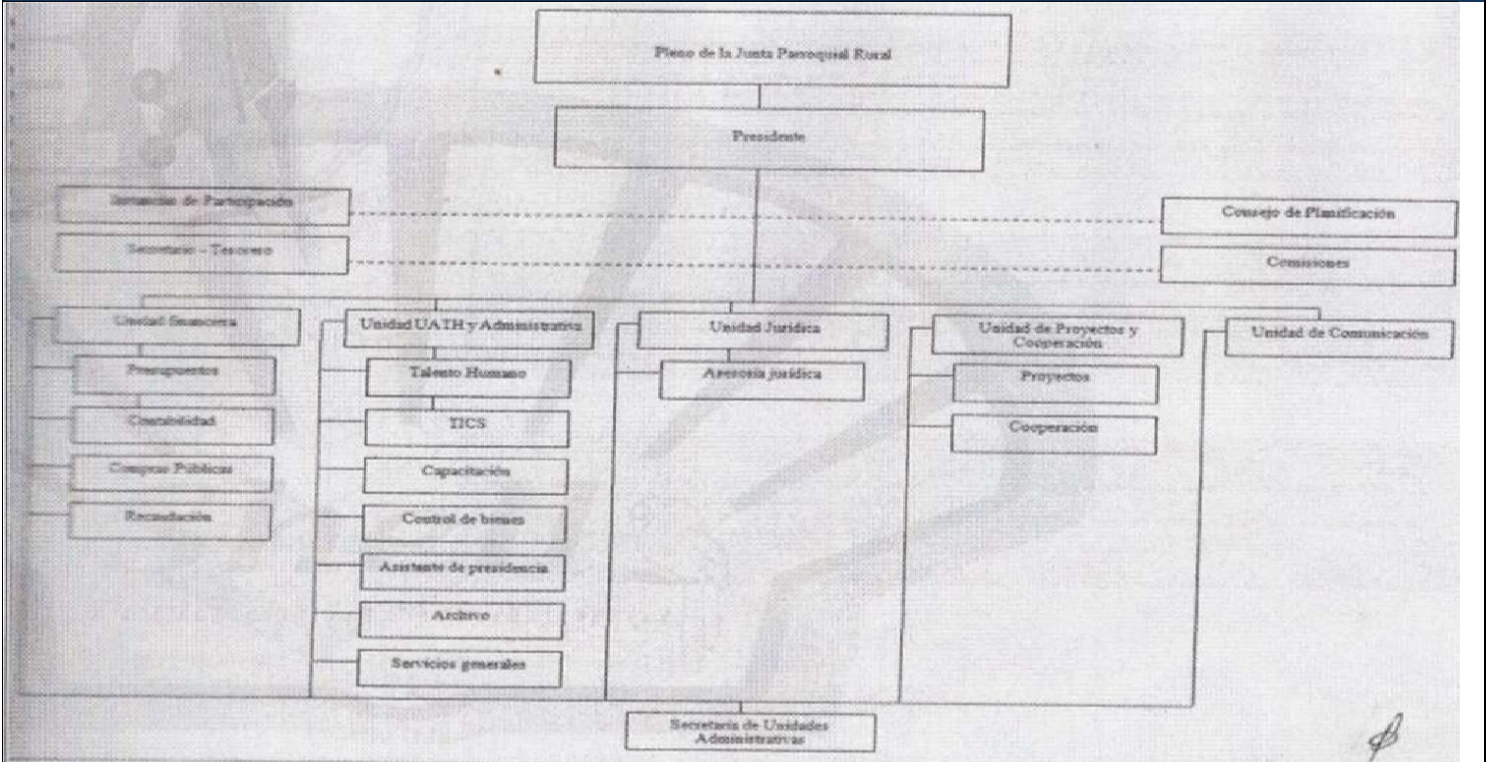 Pleno de la Junta Parroquial Rural
Presidente
Instancias de Participación
Consejo de Planificación
Secretario - Tesorero
Comisiones
Unidad financiera
Unidad UATH y Administrativa
Unidad Jurídica
Unidad de Proyectos y
Cooperación
Unidad de Comunicación
Presupuestos
Contabilidad
Compras Públicas
Recaudación
Talento Humano
TICS
Capacitación
Control de bienes
Asistente de presidencia
Archivo
Servicios generales
Asesoría jurídica
Proyectos
Cooperación
Secretaría de Unidades
Administrativas